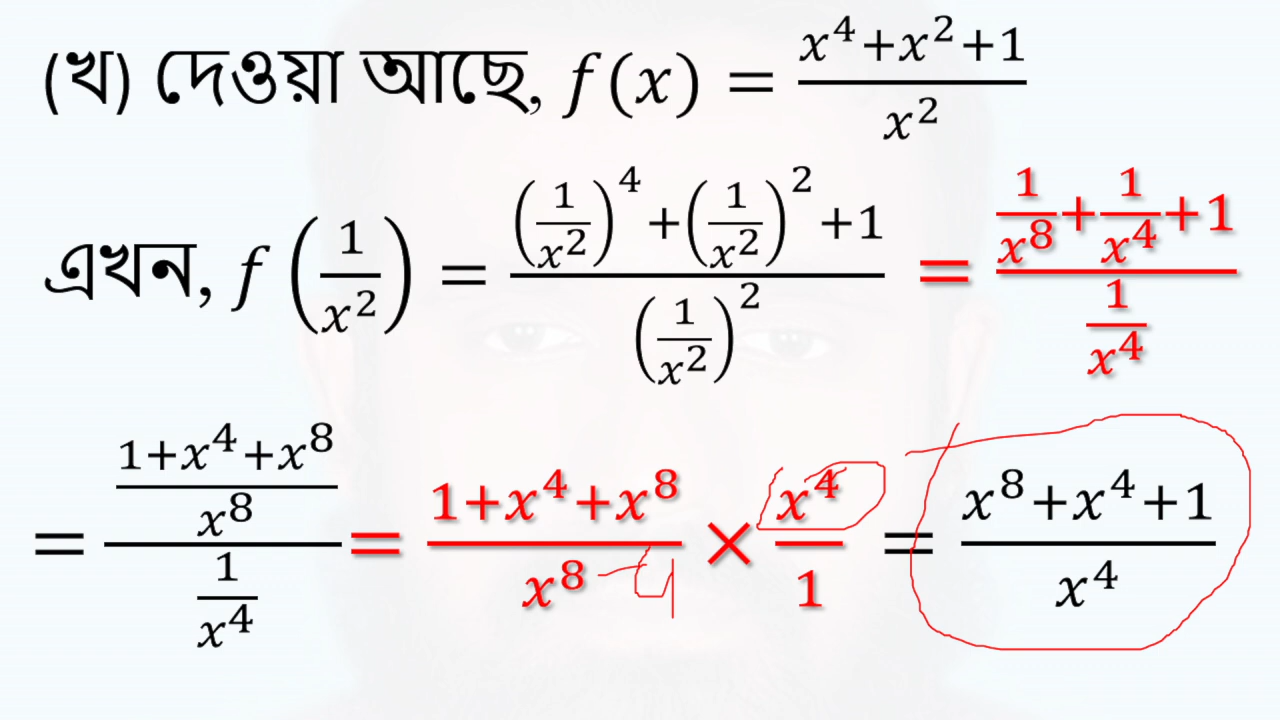 (খ) দেওয়া আছে, f(x) = (x⁴+x²+1)/x²
এখন, f(1/x²) = ((1/x²)⁴+(1/x²)²+1)/(1/x²)² = (1/x⁸+1/x⁴+1)/(1/x⁴)
= ((1+x⁴+x⁸)/x⁸)/(1/x⁴) = (1+x⁴+x⁸)/x⁸ × x⁴/1 = (x⁸+x⁴+1)/x⁴
-4